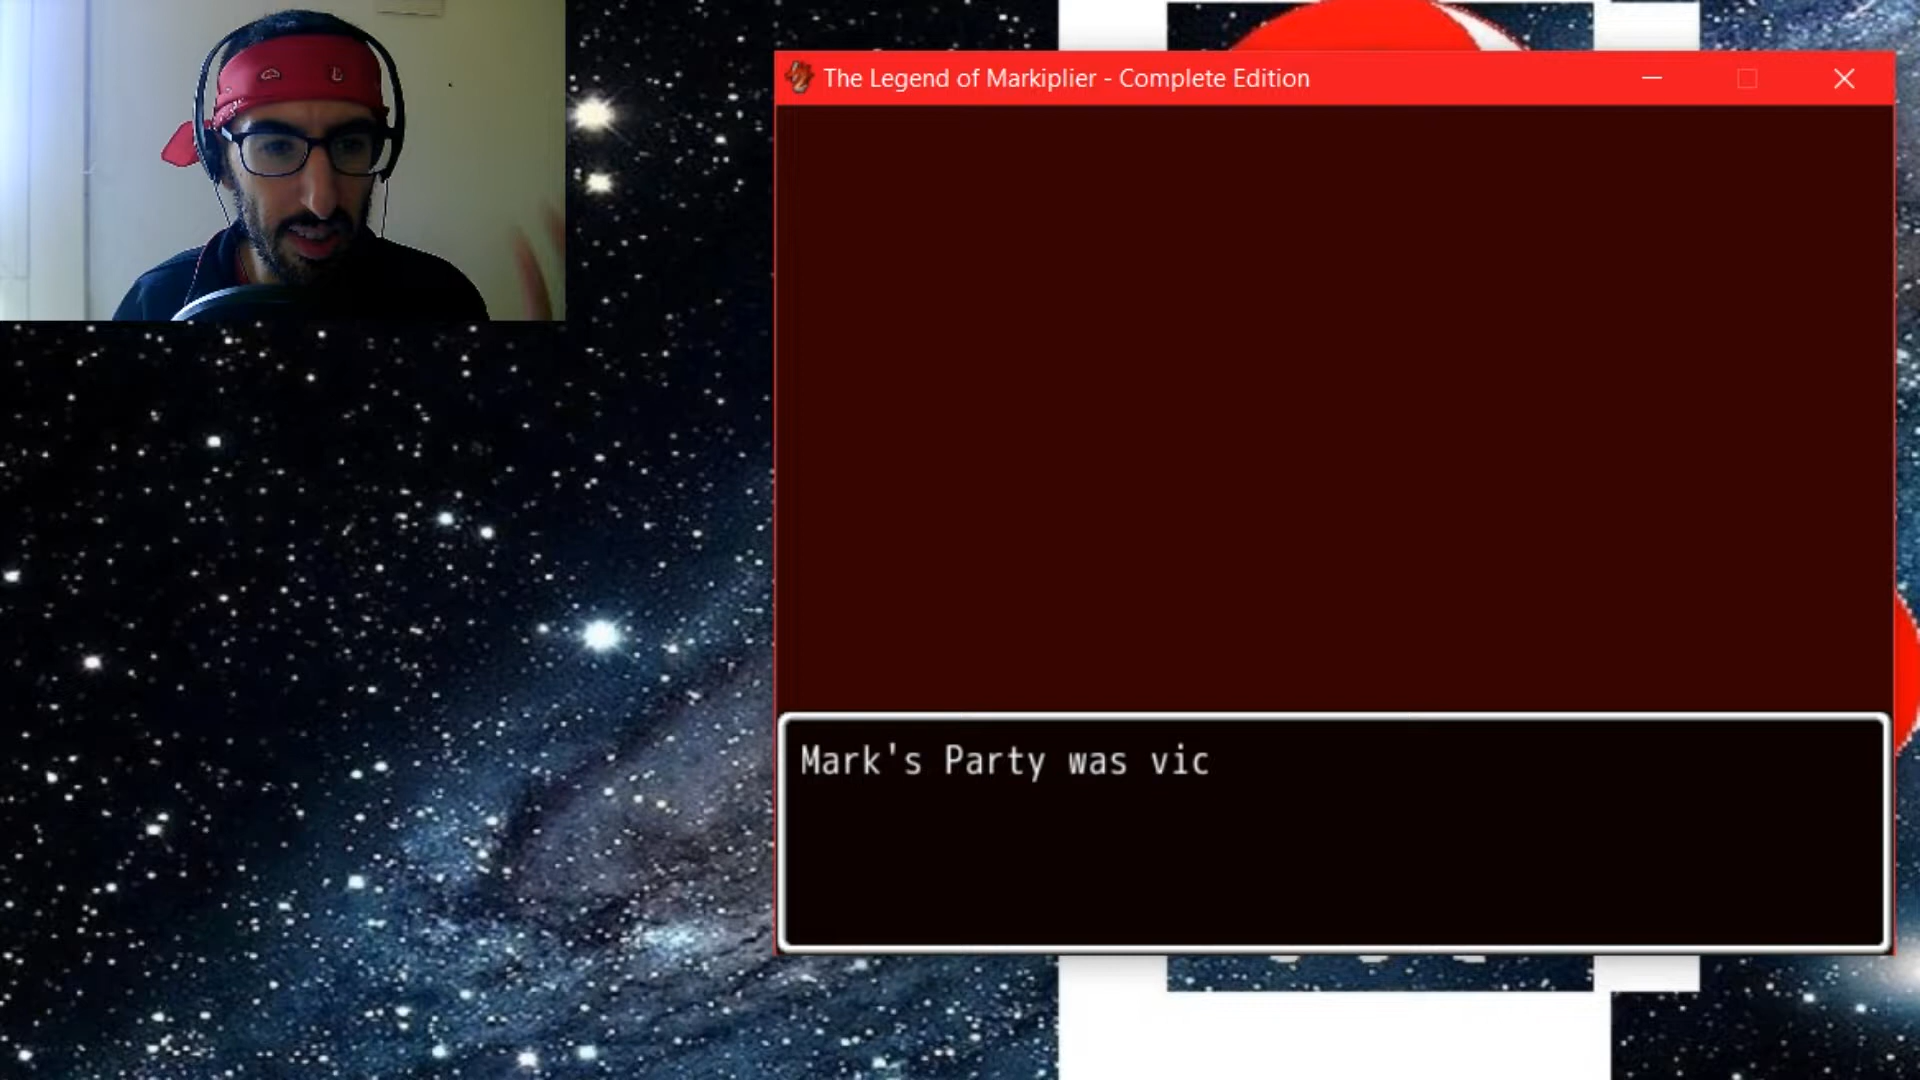 The Legend of Markiplier - Complete Edition
Mark's Party was vic